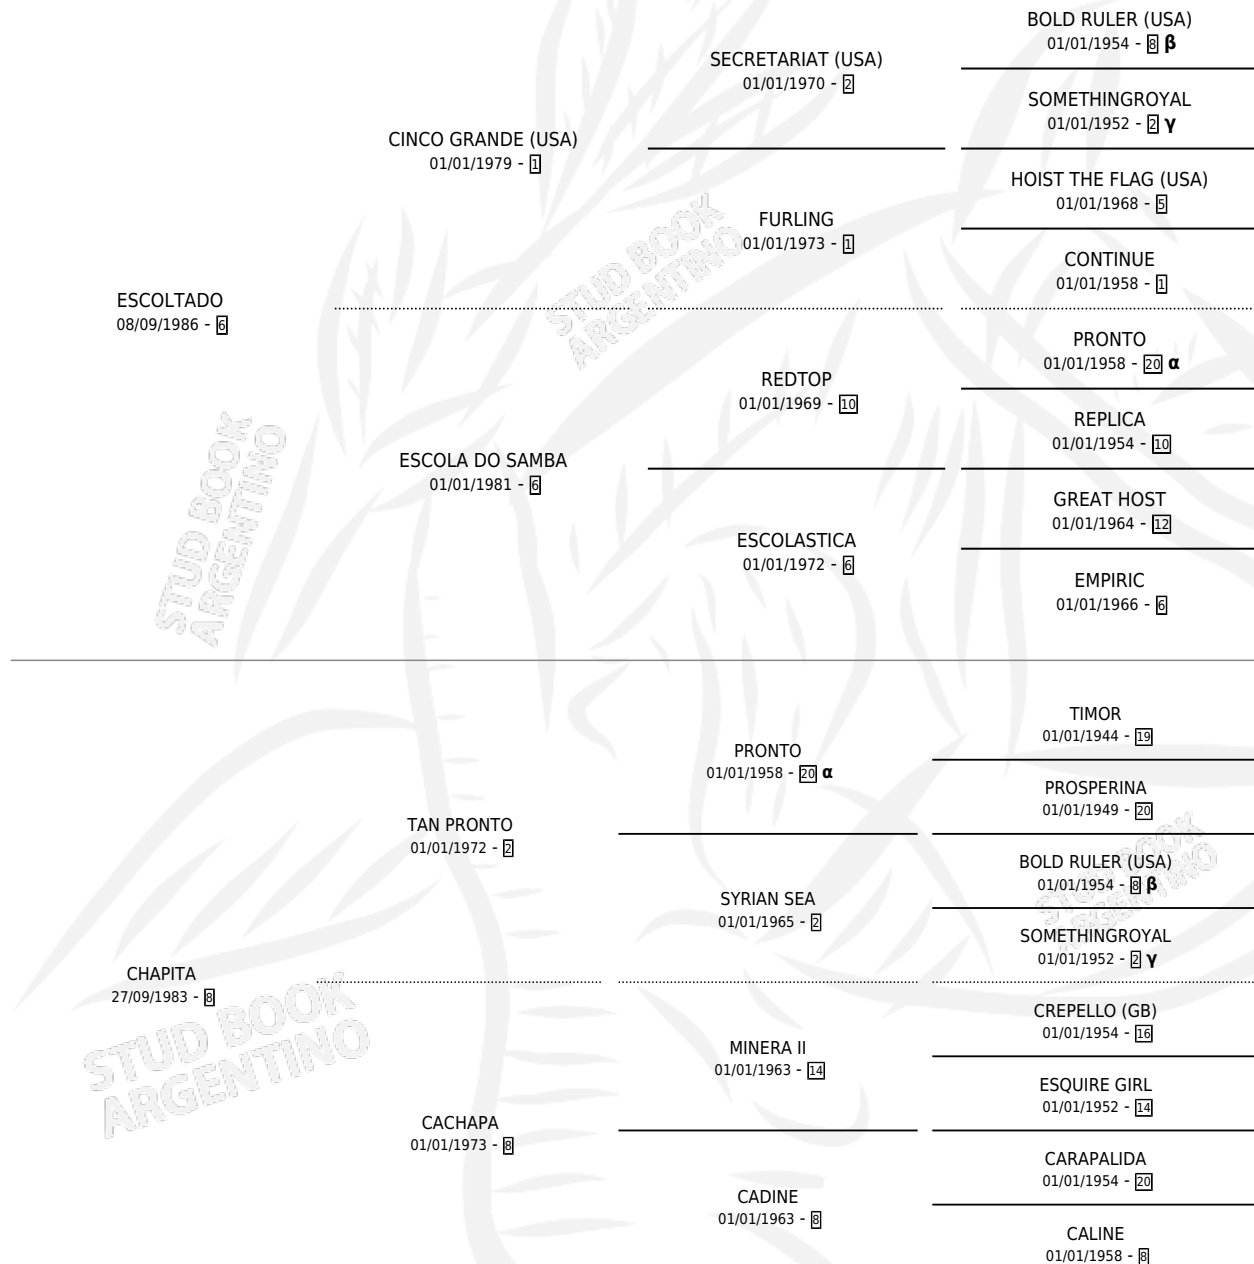 BOLD RULER (USA)
01/01/1954 - 8 β
SECRETARIAT (USA)
01/01/1970 - 2
SOMETHINGROYAL
01/01/1952 - 2 γ
CINCO GRANDE (USA)
01/01/1979 - 1
HOIST THE FLAG (USA)
01/01/1968 - 5
FURLING
01/01/1973 - 1
CONTINUE
01/01/1958 - 1
ESCOLTADO
08/09/1986 - 6
PRONTO
01/01/1958 - 20 α
REDTOP
01/01/1969 - 10
REPLICA
01/01/1954 - 10
ESCOLA DO SAMBA
01/01/1981 - 6
GREAT HOST
01/01/1964 - 12
ESCOLASTICA
01/01/1972 - 6
EMPIRIC
01/01/1966 - 6
TIMOR
01/01/1944 - 19
PRONTO
01/01/1958 - 20 α
PROSPERINA
01/01/1949 - 20
TAN PRONTO
01/01/1972 - 2
BOLD RULER (USA)
01/01/1954 - 8 β
SYRIAN SEA
01/01/1965 - 2
SOMETHINGROYAL
01/01/1952 - 2 γ
CHAPITA
27/09/1983 - 8
CREPELLO (GB)
01/01/1954 - 16
MINERA II
01/01/1963 - 14
ESQUIRE GIRL
01/01/1952 - 14
CACHAPA
01/01/1973 - 8
CARAPALIDA
01/01/1954 - 20
CADINE
01/01/1963 - 8
CALINE
01/01/1958 - 8
STUD BOOK
ARGENTINO
STUD BOOK
ARGENTINO
STUD BOOK
ARGENTINO
STUD BOOK
ARGENTINO